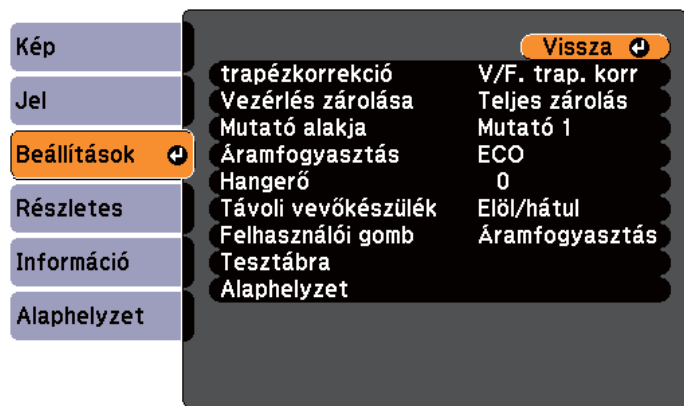 Kép
Jel
Beállítások
Részletes
Információ
Alaphelyzet
Vissza
trapézkorrekció V/F. trap. korr
Vezérlés zárolása Teljes zárolás
Mutató alakja Mutató 1
Áramfogyasztás ECO
Hangerő 0
Távoli vevőkészülék Elöl/hátul
Felhasználói gomb Áramfogyasztás
Tesztábra
Alaphelyzet